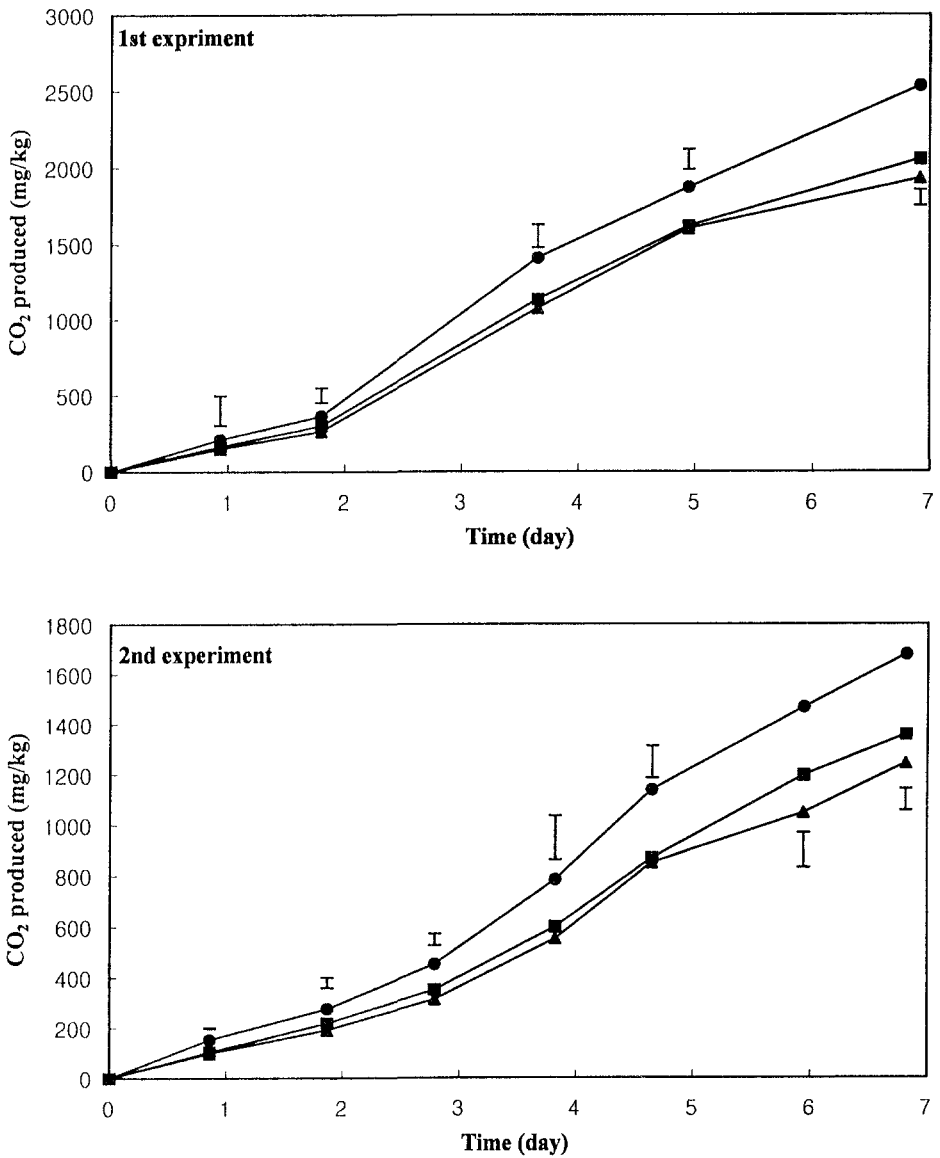 3000
1st expriment
2500
2000
1500
1000
500
0
CO₂ produced (mg/kg)
0 1 2 3 4 5 6 7
Time (day)
1800
2nd experiment
1600
1400
1200
1000
800
600
400
200
0
CO₂ produced (mg/kg)
0 1 2 3 4 5 6 7
Time (day)